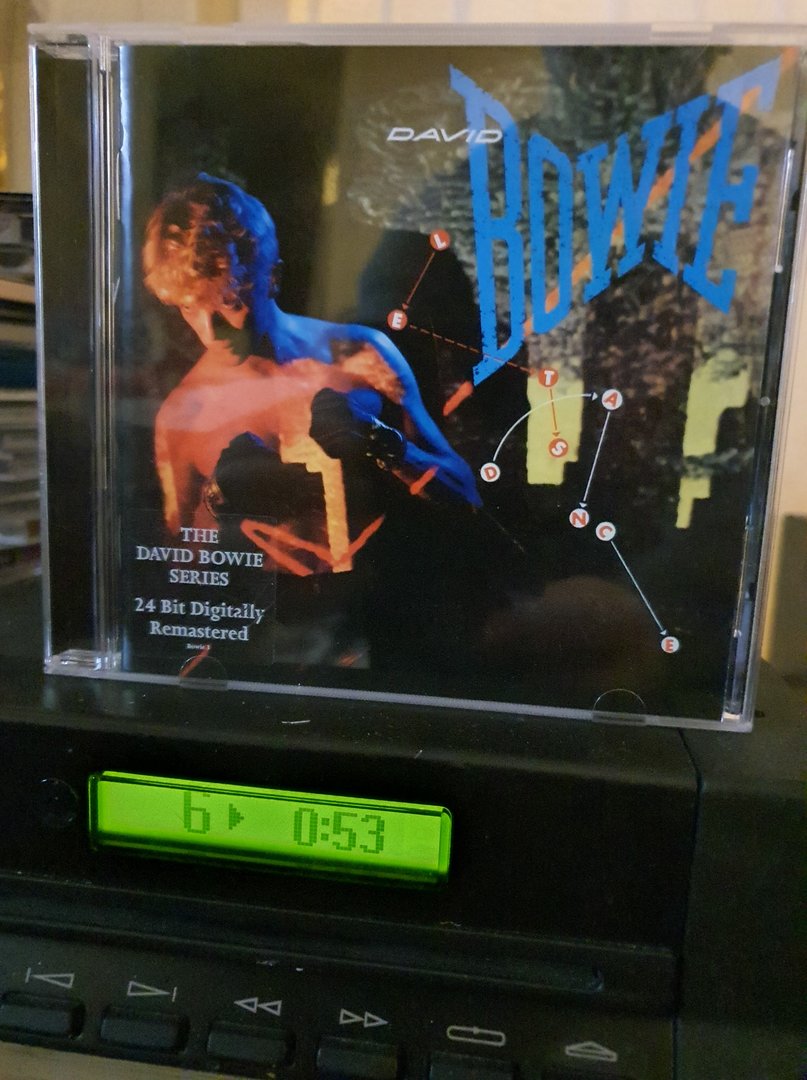 DAVID
BOWIE
L
E
T
S
D
A
N
C
E
THE
DAVID BOWIE
SERIES
24 Bit Digitally
Remastered
6 0:53